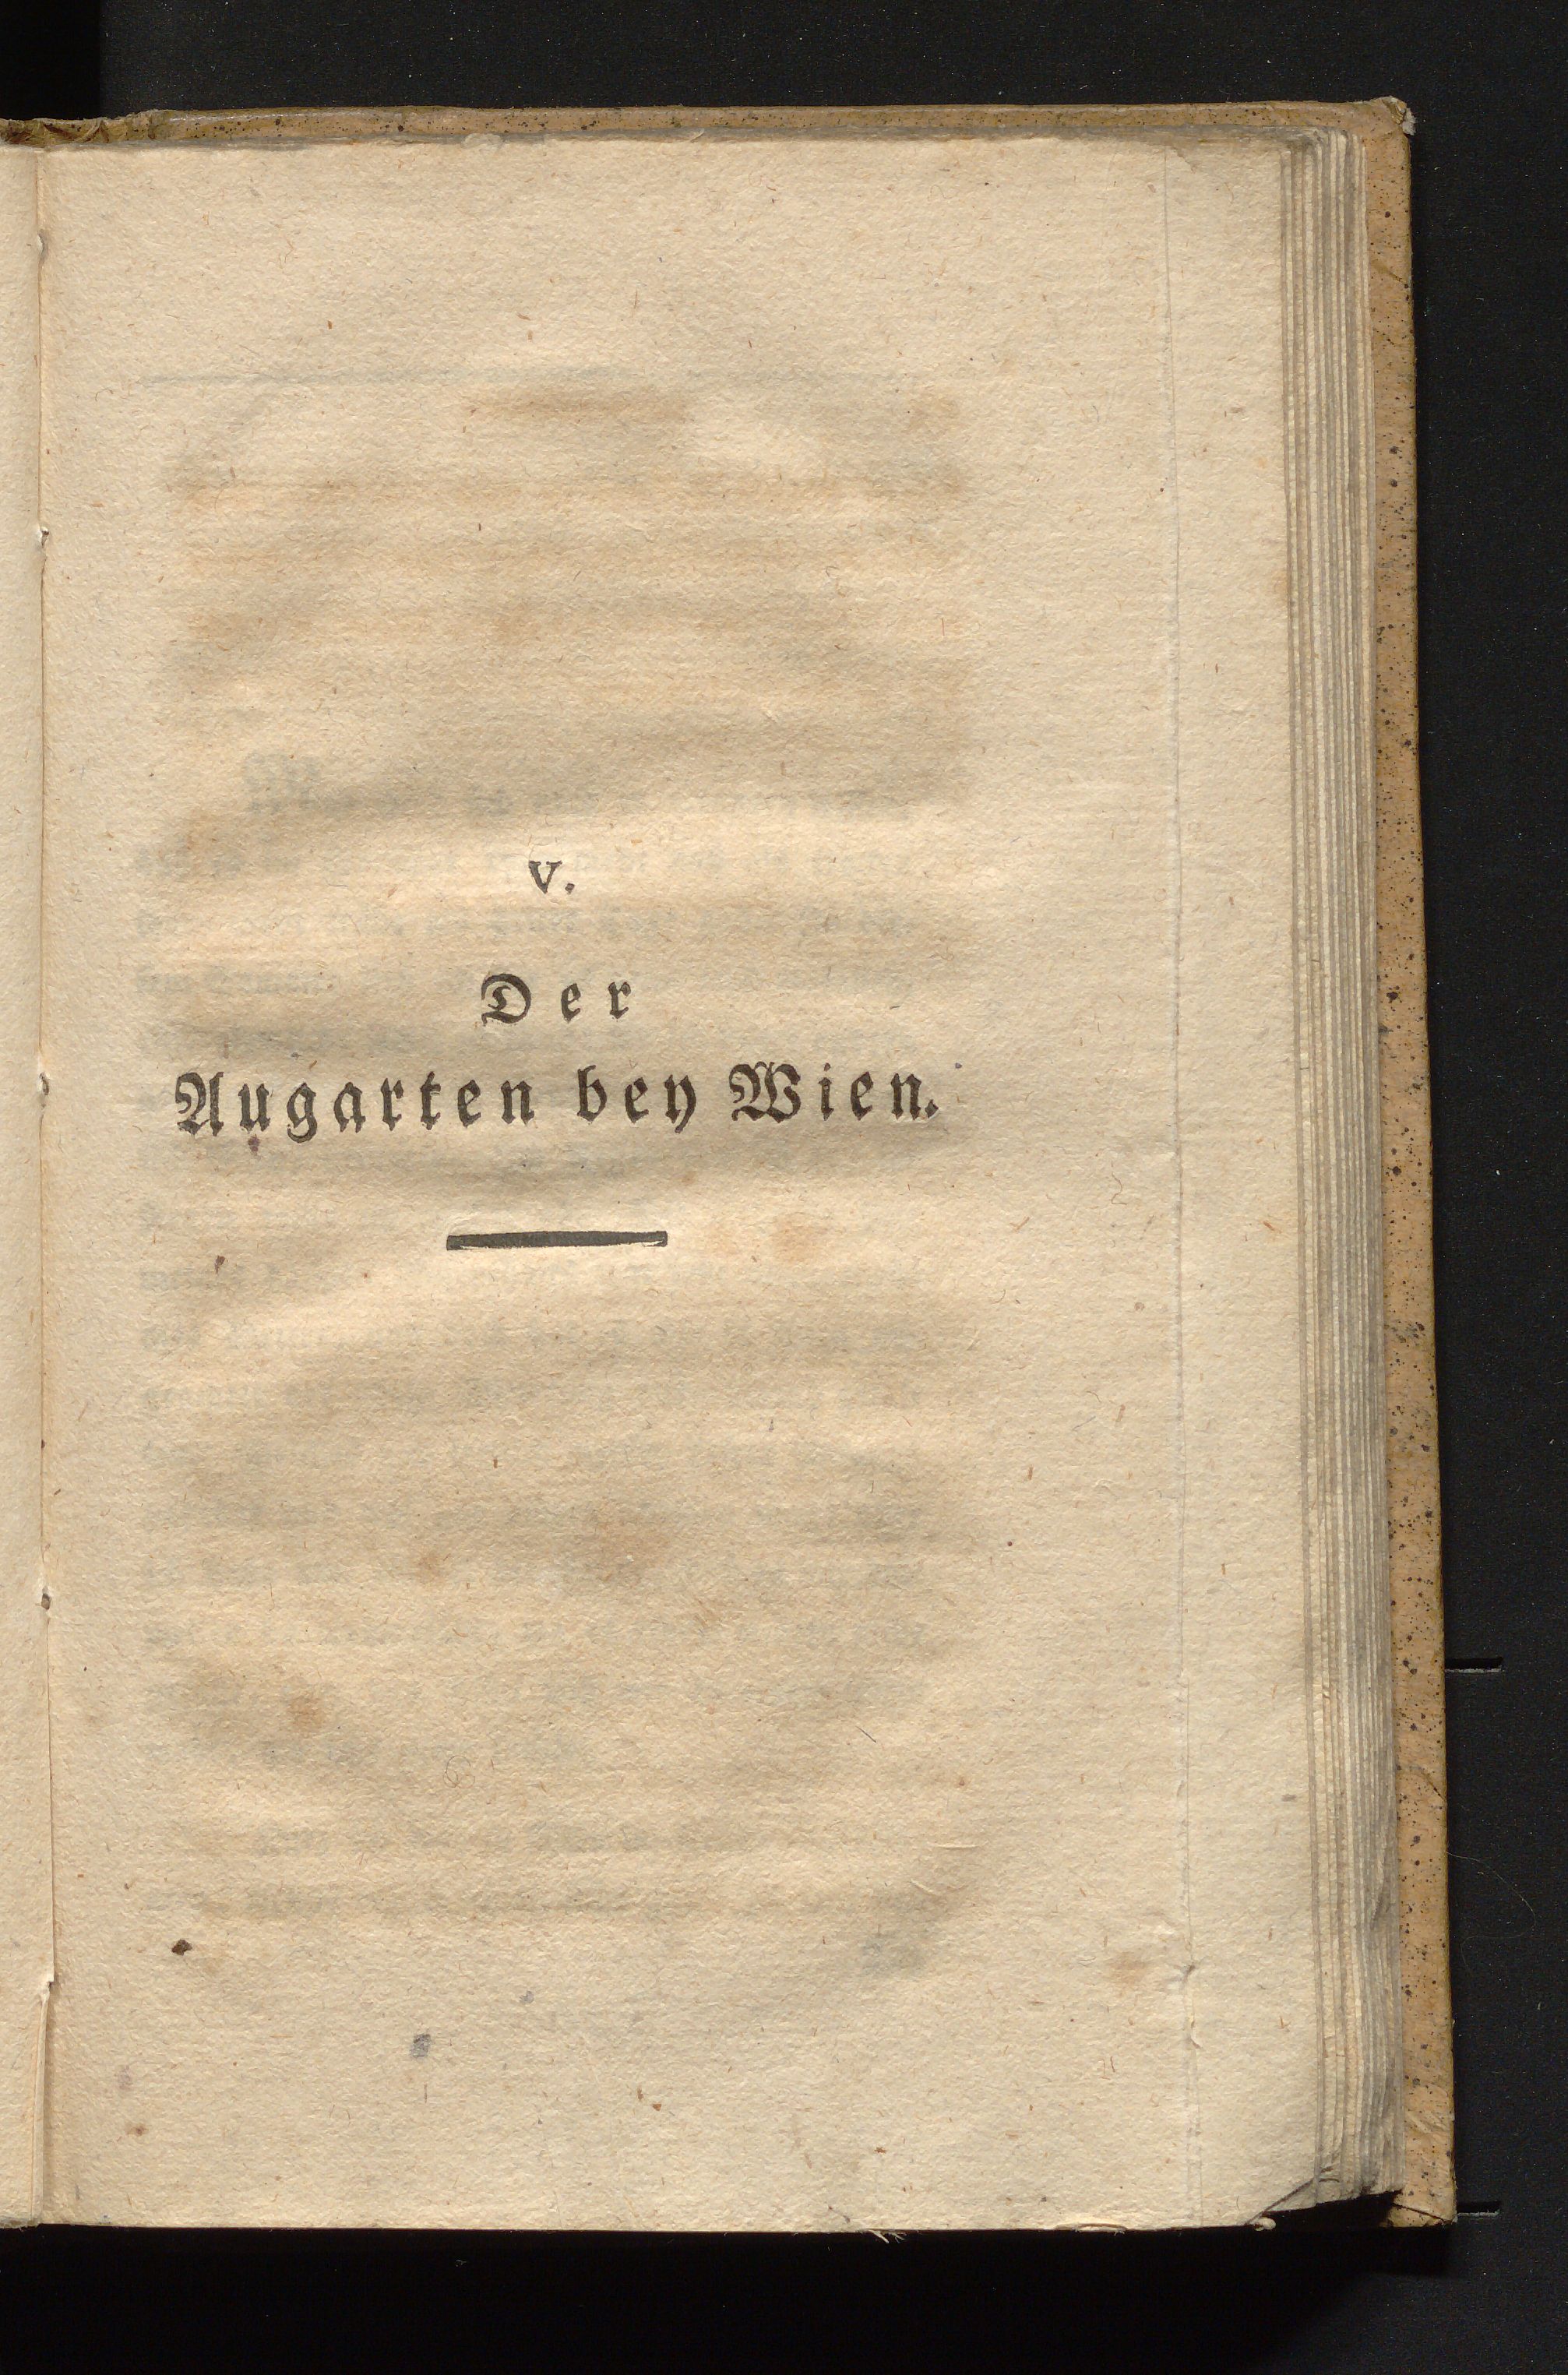 V.
Der
Augarten bey Wien.